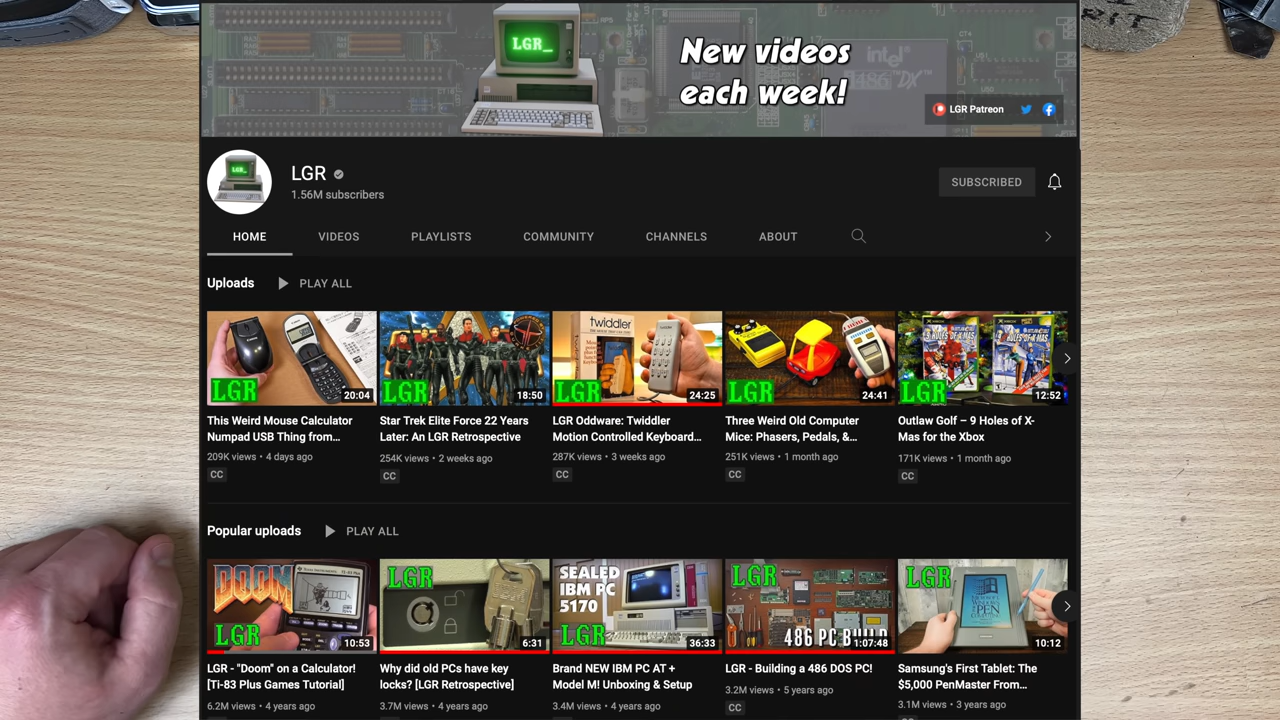 LGR_
New videos
each week!
intel
i486 DX
LGR Patreon
LGR
1.56M subscribers
SUBSCRIBED
HOME VIDEOS PLAYLISTS COMMUNITY CHANNELS ABOUT
Uploads PLAY ALL
LGR 20:04
LGR 18:50
twiddler
LGR 24:25
LGR 24:41
LGR 12:52
This Weird Mouse Calculator
Numpad USB Thing from...
209K views • 4 days ago
CC
Star Trek Elite Force 22 Years
Later: An LGR Retrospective
254K views • 2 weeks ago
CC
LGR Oddware: Twiddler
Motion Controlled Keyboard...
287K views • 3 weeks ago
CC
Three Weird Old Computer
Mice: Phasers, Pedals, &...
251K views • 1 month ago
CC
Outlaw Golf – 9 Holes of X-
Mas for the Xbox
171K views • 1 month ago
CC
Popular uploads PLAY ALL
DOOM
LGR 10:53
LGR
6:31
SEALED
IBM PC
5170
LGR 36:33
LGR
486 PC BUILD
1:07:48
LGR
10:12
LGR - "Doom" on a Calculator!
[Ti-83 Plus Games Tutorial]
6.2M views • 4 years ago
Why did old PCs have key
locks? [LGR Retrospective]
3.7M views • 4 years ago
Brand NEW IBM PC AT +
Model M! Unboxing & Setup
3.4M views • 4 years ago
LGR - Building a 486 DOS PC!
3.2M views • 5 years ago
CC
Samsung's First Tablet: The
$5,000 PenMaster From...
3.1M views • 3 years ago